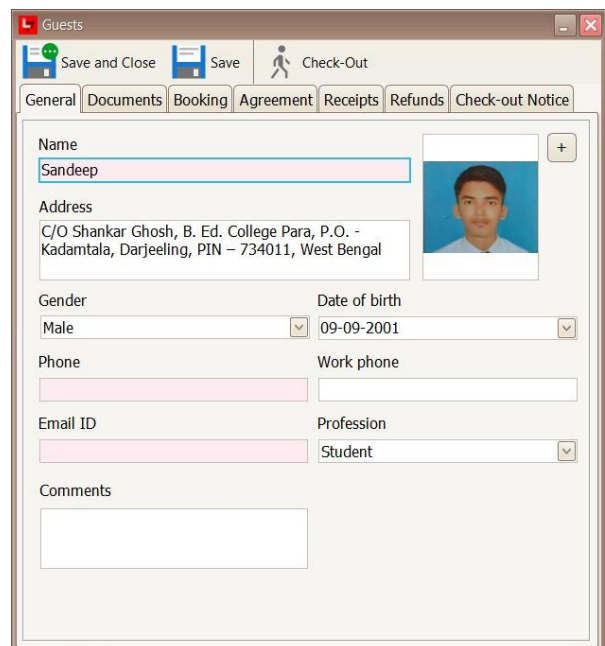 Guests
Save and Close Save Check-Out
General Documents Booking Agreement Receipts Refunds Check-out Notice
Name
+
Sandeep
Address
C/O Shankar Ghosh, B. Ed. College Para, P.O. -
Kadamtala, Darjeeling, PIN – 734011, West Bengal
Gender Date of birth
Male 09-09-2001
Phone Work phone
Email ID Profession
Student
Comments